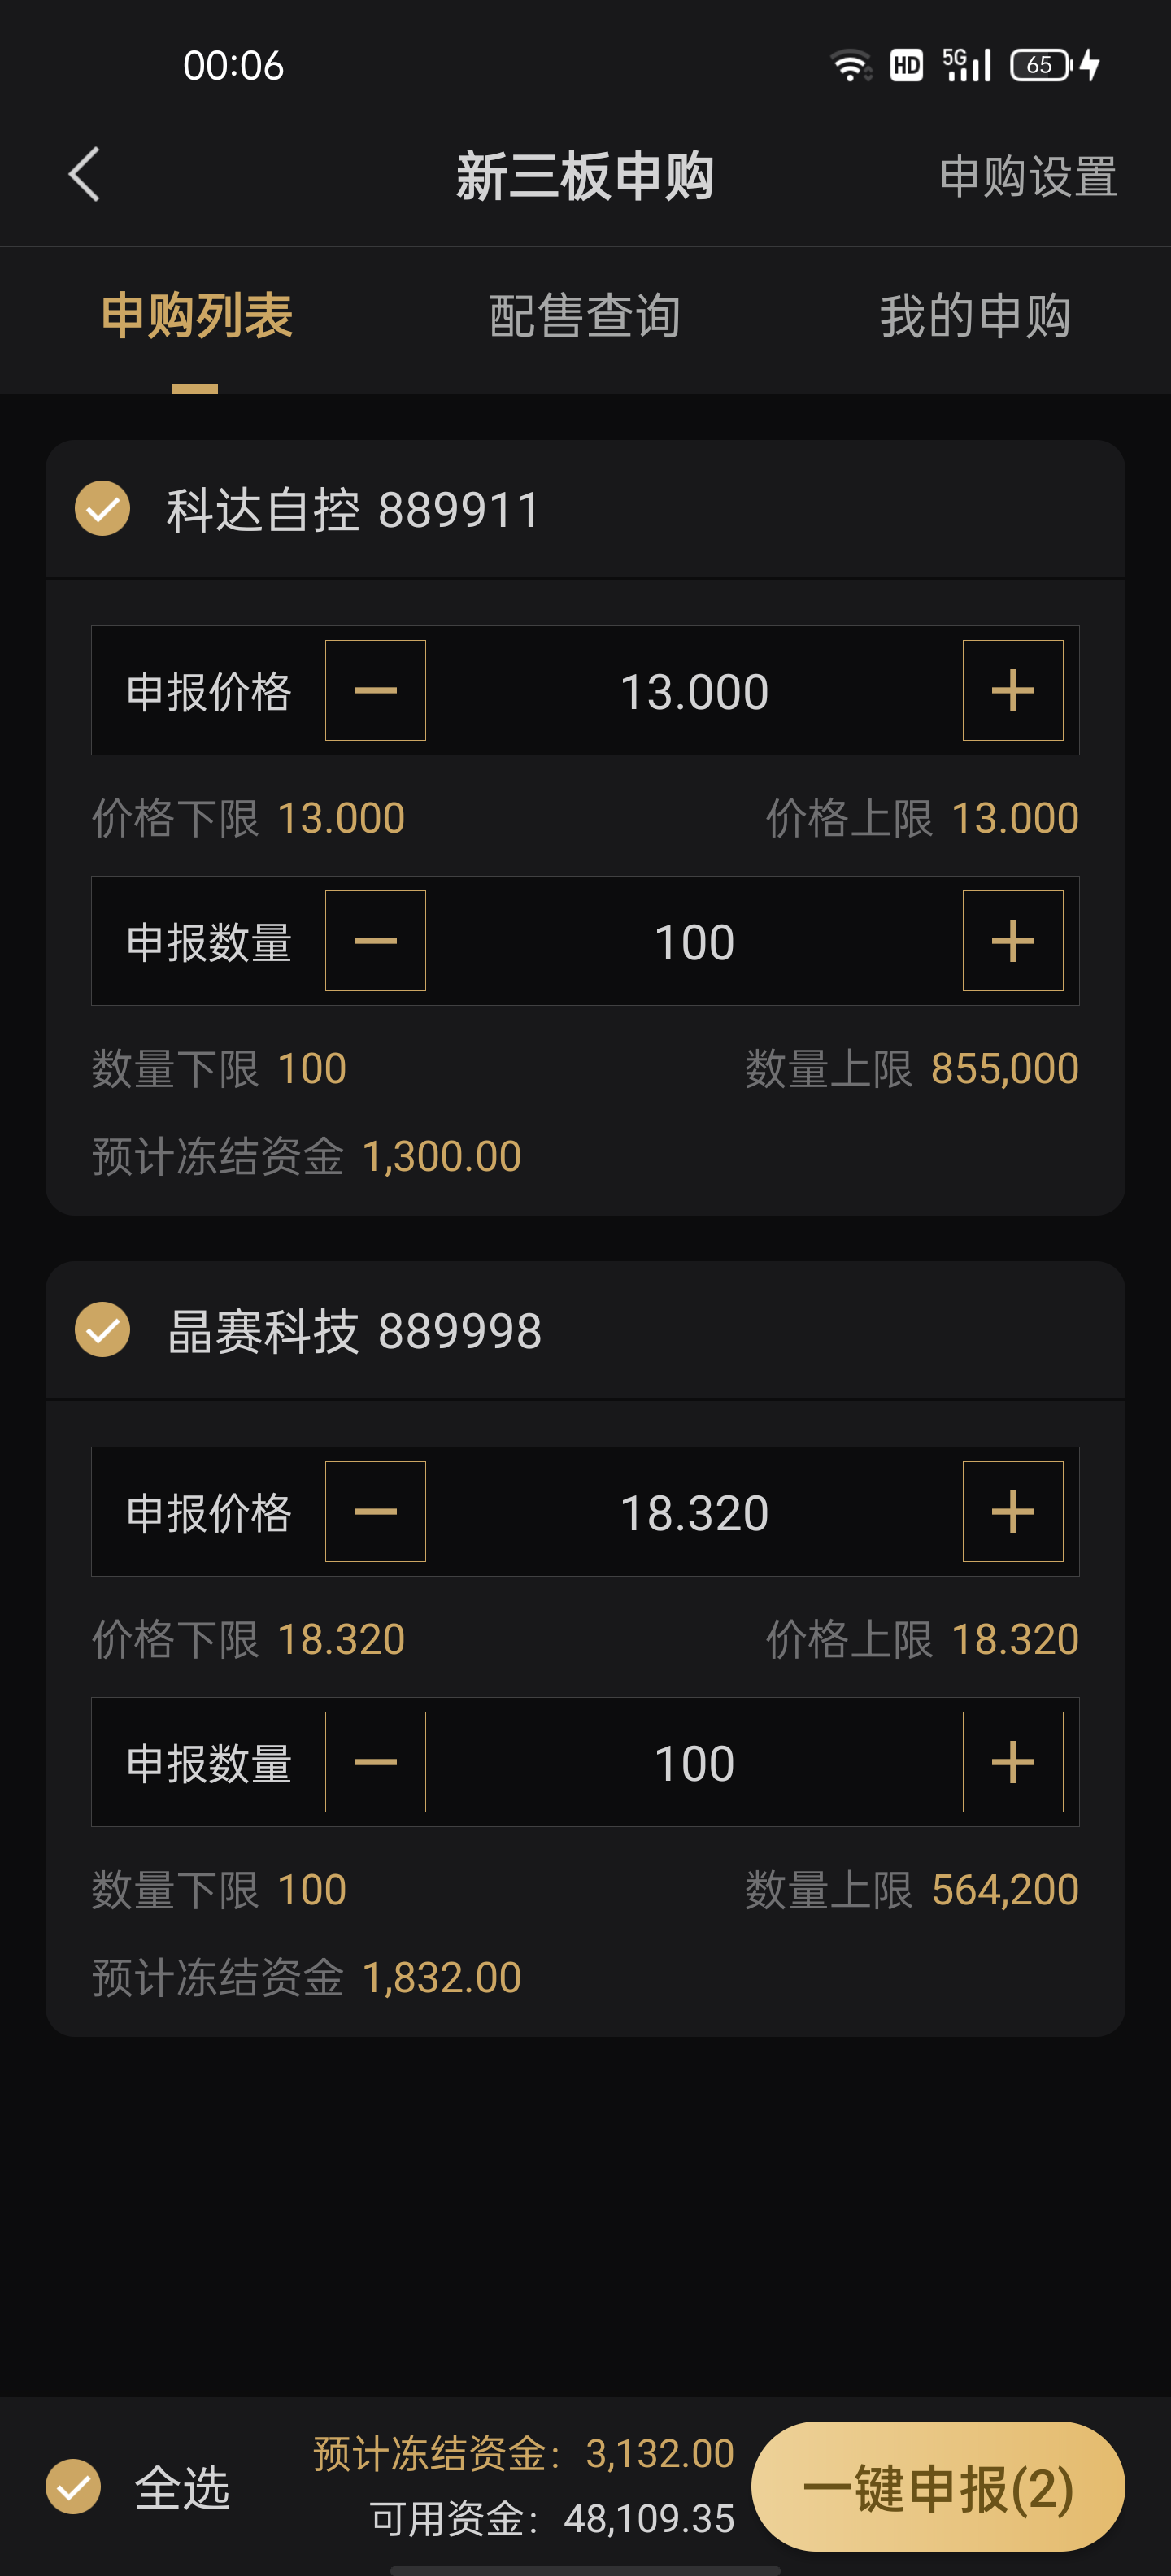 00:06 HD 5G 65
新三板申购 申购设置
申购列表 配售查询 我的申购
科达自控 889911
申报价格 — 13.000 +
价格下限 13.000 价格上限 13.000
申报数量 — 100 +
数量下限 100 数量上限 855,000
预计冻结资金 1,300.00
晶赛科技 889998
申报价格 — 18.320 +
价格下限 18.320 价格上限 18.320
申报数量 — 100 +
数量下限 100 数量上限 564,200
预计冻结资金 1,832.00
全选
预计冻结资金： 3,132.00
可用资金： 48,109.35
一键申报(2)